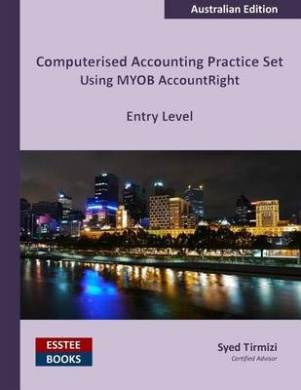 Australian Edition
Computerised Accounting Practice Set
Using MYOB AccountRight
Entry Level
ESSTEE
BOOKS
Syed Tirmizi
Certified Advisor